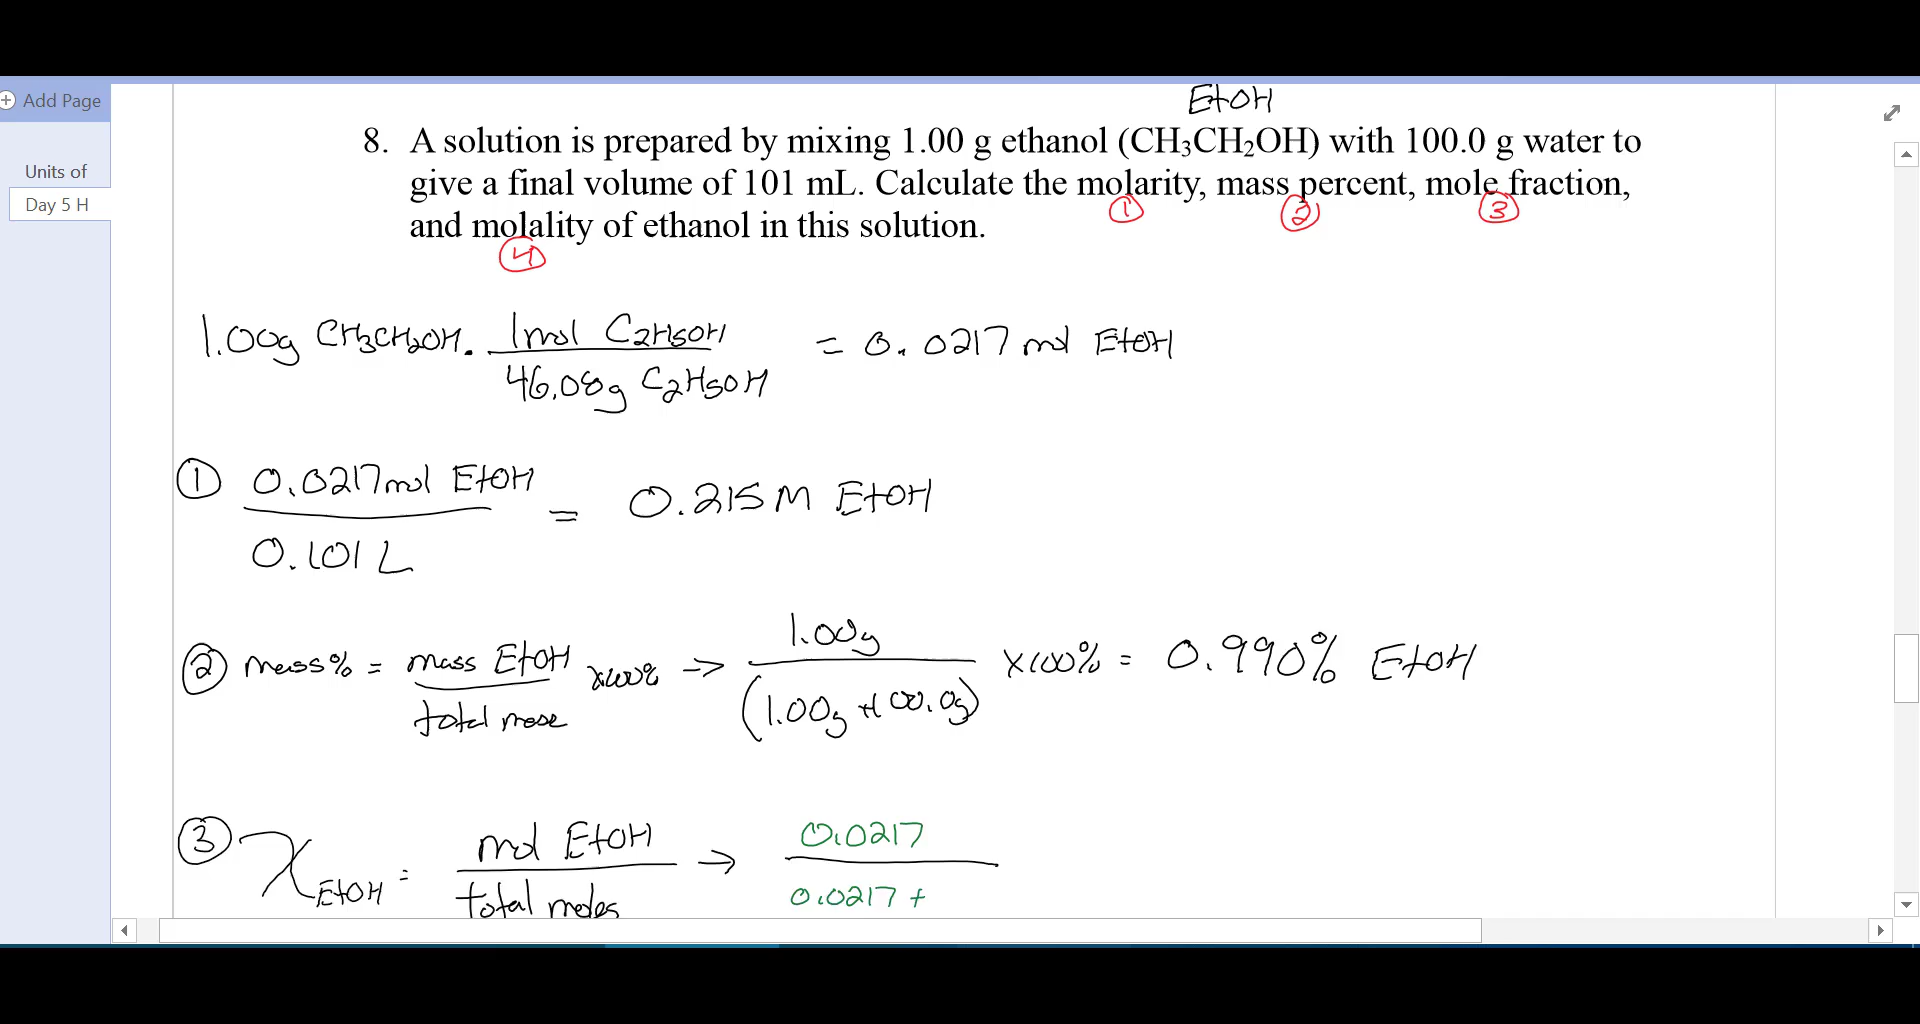 Add Page
Units of
Day 5 H
EtOH
8. A solution is prepared by mixing 1.00 g ethanol (CH₃CH₂OH) with 100.0 g water to
give a final volume of 101 mL. Calculate the molarity, mass percent, mole fraction,
① ② ③
and molality of ethanol in this solution.
④
1.00g CH₃CH₂OH · 1mol C₂H₅OH / 46.08g C₂H₅OH = 0.0217 mol EtOH
① 0.0217mol EtOH / 0.101 L = 0.215 M EtOH
② mass% = mass EtOH / total mass x100% → 1.00g / (1.00g + 100.0g) x100% = 0.990% EtOH
③ χ EtOH = mol EtOH / total moles → 0.0217 / 0.0217 +